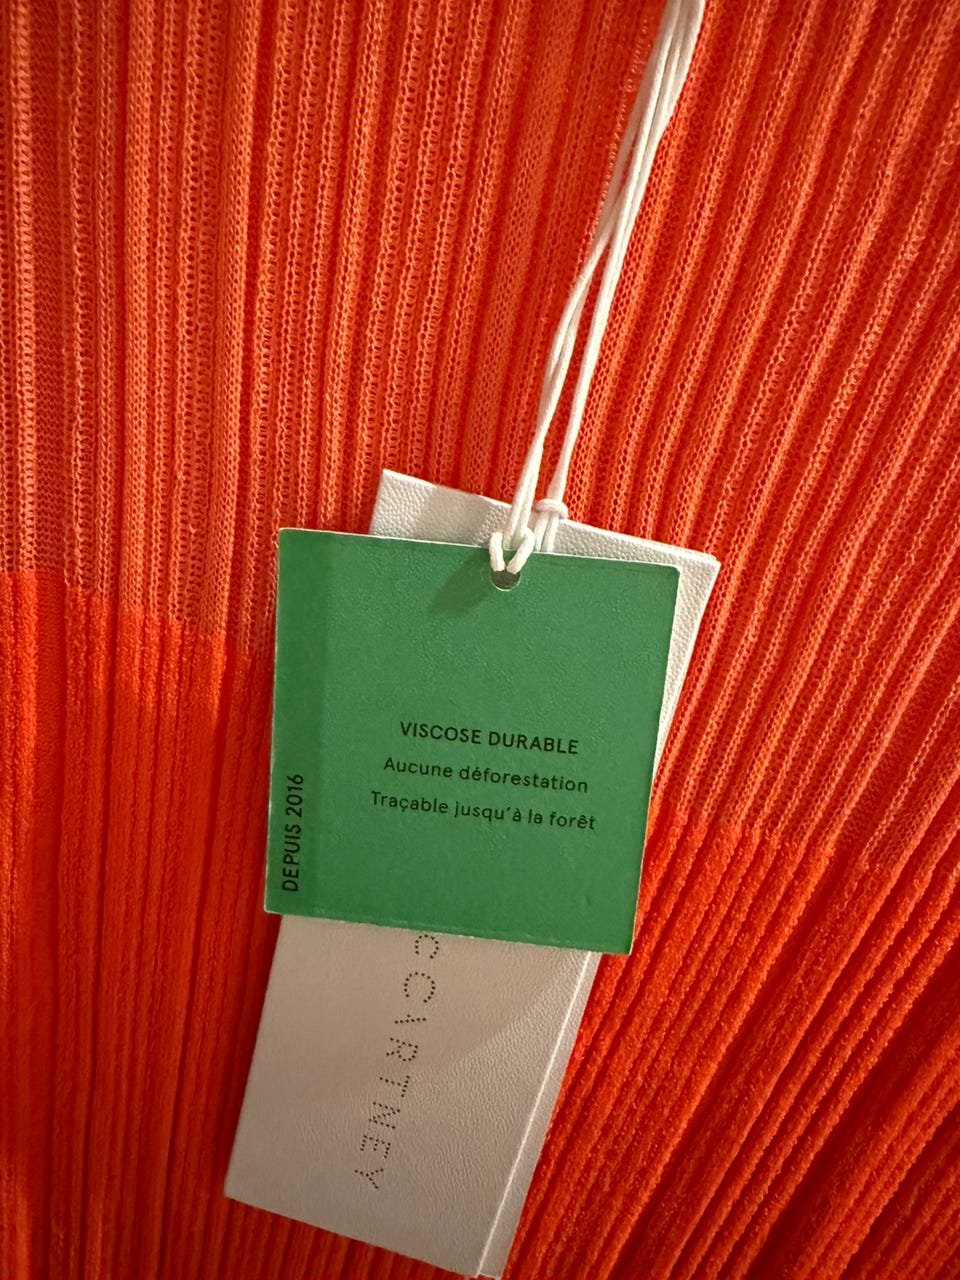 VISCOSE DURABLE
Aucune déforestation
Traçable jusqu'à la forêt
DEPUIS 2016
CCARTNEY